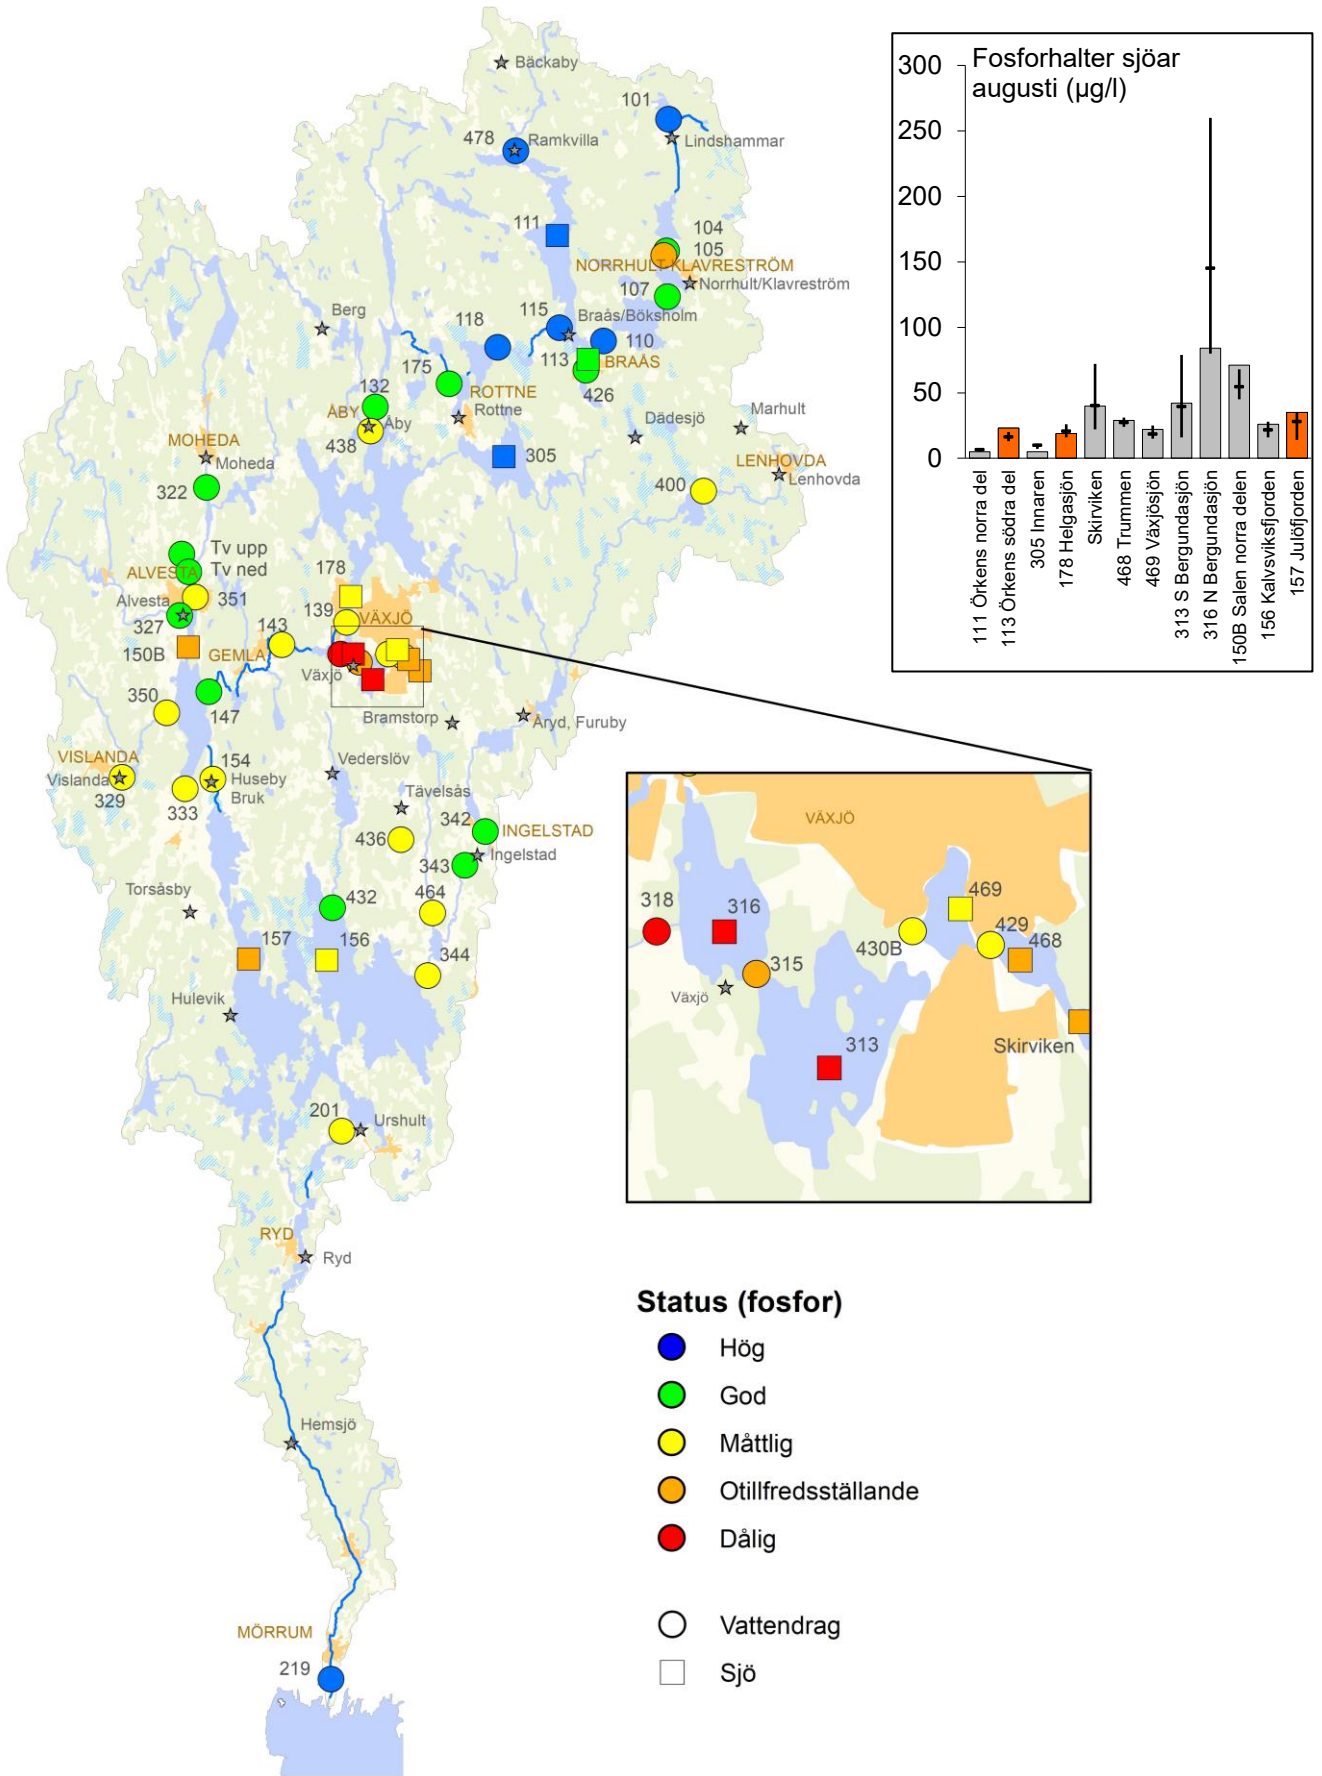 Bäckaby
101
Lindshammar
478
Ramkvilla
111
104
105
NORRHULT-KLAVRESTRÖM
Norrhult/Klavreström
107
Berg
115
Braås/Böksholm
118
110
113
BRAÅS
175
426
132
ROTTNE
ÅBY
Åby
Rottne
438
Dädesjö
Marhult
MOHEDA
Moheda
305
LENHOVDA
Lenhovda
322
400
Tv upp
Tv ned
178
ALVESTA
Alvesta
351
139
VÄXJÖ
327
143
150B
GEMLA
Växjö
350
147
Bramstorp
Åryd, Furuby
VISLANDA
Vislanda
154
Huseby
Bruk
Vederslöv
329
333
Tävelsås
342
INGELSTAD
436
Ingelstad
343
Torsåsby
432
464
157
156
344
Hulevik
201
Urshult
RYD
Ryd
Hemsjö
MÖRRUM
219
Fosforhalter sjöar
augusti (µg/l)
300
250
200
150
100
50
0
111 Örkens norra del
113 Örkens södra del
305 Innaren
178 Helgasjön
Skirviken
468 Trummen
469 Växjösjön
313 S Bergundasjön
316 N Bergundasjön
150B Salen norra delen
156 Kalvsviksfjorden
157 Julöfjorden
VÄXJÖ
318
316
469
429
430B
468
315
Växjö
313
Skirviken
Status (fosfor)
Hög
God
Måttlig
Otillfredsställande
Dålig
Vattendrag
Sjö